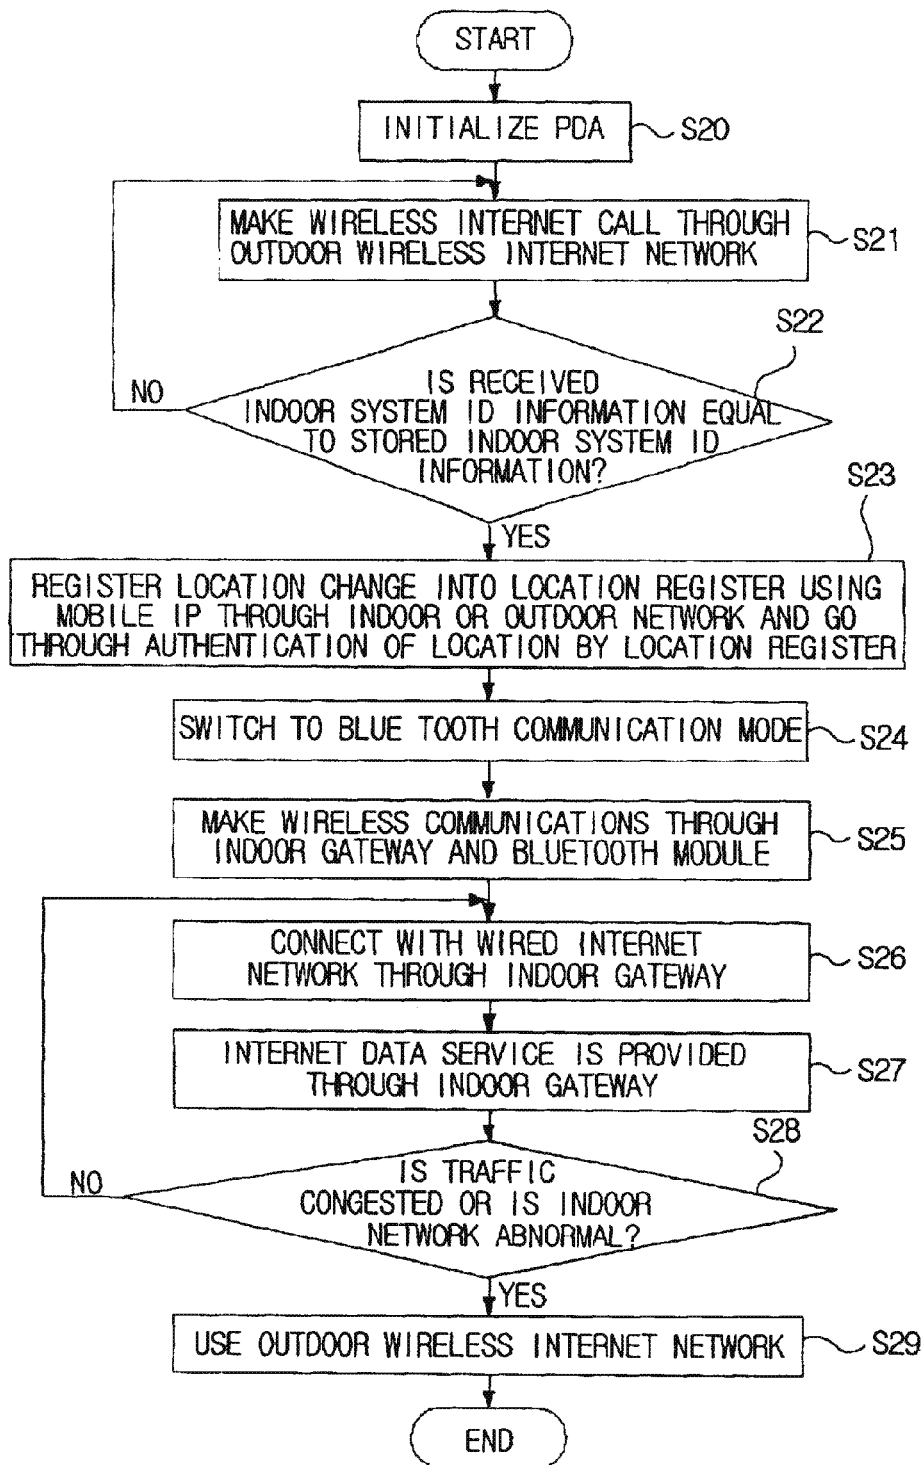 START
INITIALIZE PDA
S20
MAKE WIRELESS INTERNET CALL THROUGH
OUTDOOR WIRELESS INTERNET NETWORK
S21
S22
IS RECEIVED
INDOOR SYSTEM ID INFORMATION EQUAL
TO STORED INDOOR SYSTEM ID
INFORMATION?
NO
YES
S23
REGISTER LOCATION CHANGE INTO LOCATION REGISTER USING
MOBILE IP THROUGH INDOOR OR OUTDOOR NETWORK AND GO
THROUGH AUTHENTICATION OF LOCATION BY LOCATION REGISTER
SWITCH TO BLUE TOOTH COMMUNICATION MODE
S24
MAKE WIRELESS COMMUNICATIONS THROUGH
INDOOR GATEWAY AND BLUETOOTH MODULE
S25
CONNECT WITH WIRED INTERNET
NETWORK THROUGH INDOOR GATEWAY
S26
INTERNET DATA SERVICE IS PROVIDED
THROUGH INDOOR GATEWAY
S27
S28
IS TRAFFIC
CONGESTED OR IS INDOOR
NETWORK ABNORMAL?
NO
YES
USE OUTDOOR WIRELESS INTERNET NETWORK
S29
END